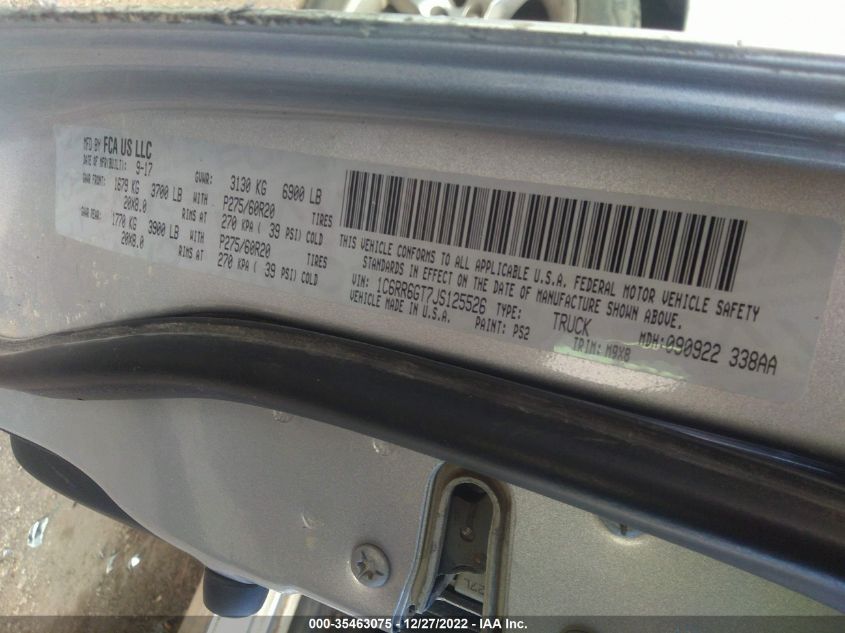 MFD BY FCA US LLC
DATE OF MFR(BUILT): 9-17
GVWR: 3130 KG 6900 LB
GAWR FRONT: 1679 KG 3700 LB WITH P275/60R20 TIRES
20X8.0 RIMS AT 270 KPA ( 39 PSI) COLD
GAWR REAR: 1770 KG 3900 LB WITH P275/60R20 TIRES
20X8.0 RIMS AT 270 KPA ( 39 PSI) COLD
THIS VEHICLE CONFORMS TO ALL APPLICABLE U.S.A. FEDERAL MOTOR VEHICLE SAFETY
STANDARDS IN EFFECT ON THE DATE OF MANUFACTURE SHOWN ABOVE.
VIN: 1C6RR6GT7JS125526 TYPE: TRUCK MDH:090922 338AA
VEHICLE MADE IN U.S.A. PAINT: PS2 TRIM: M9X8
27L
000-35463075 - 12/27/2022 - IAA Inc.